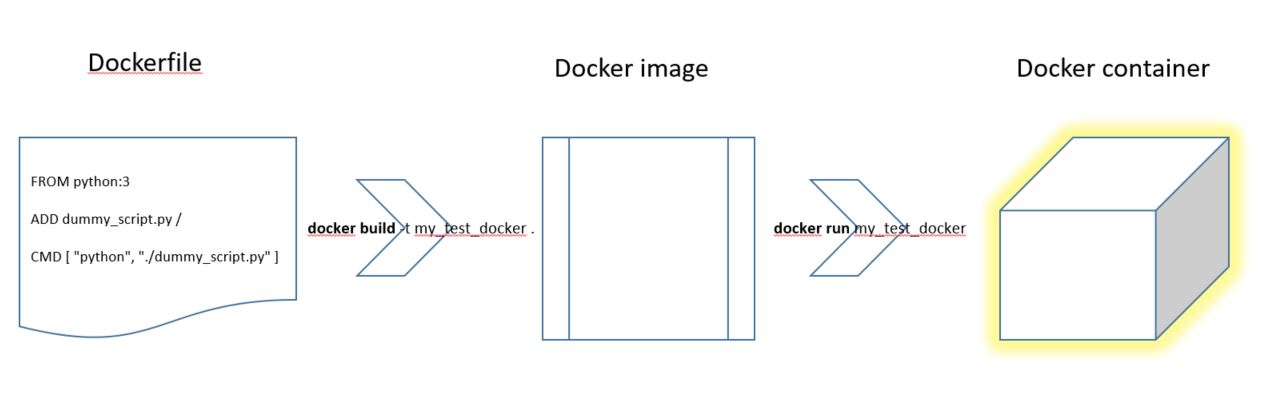 Dockerfile
Docker image
Docker container
FROM python:3
ADD dummy_script.py /
CMD [ "python", "./dummy_script.py" ]
docker build -t my_test_docker .
docker run my_test_docker